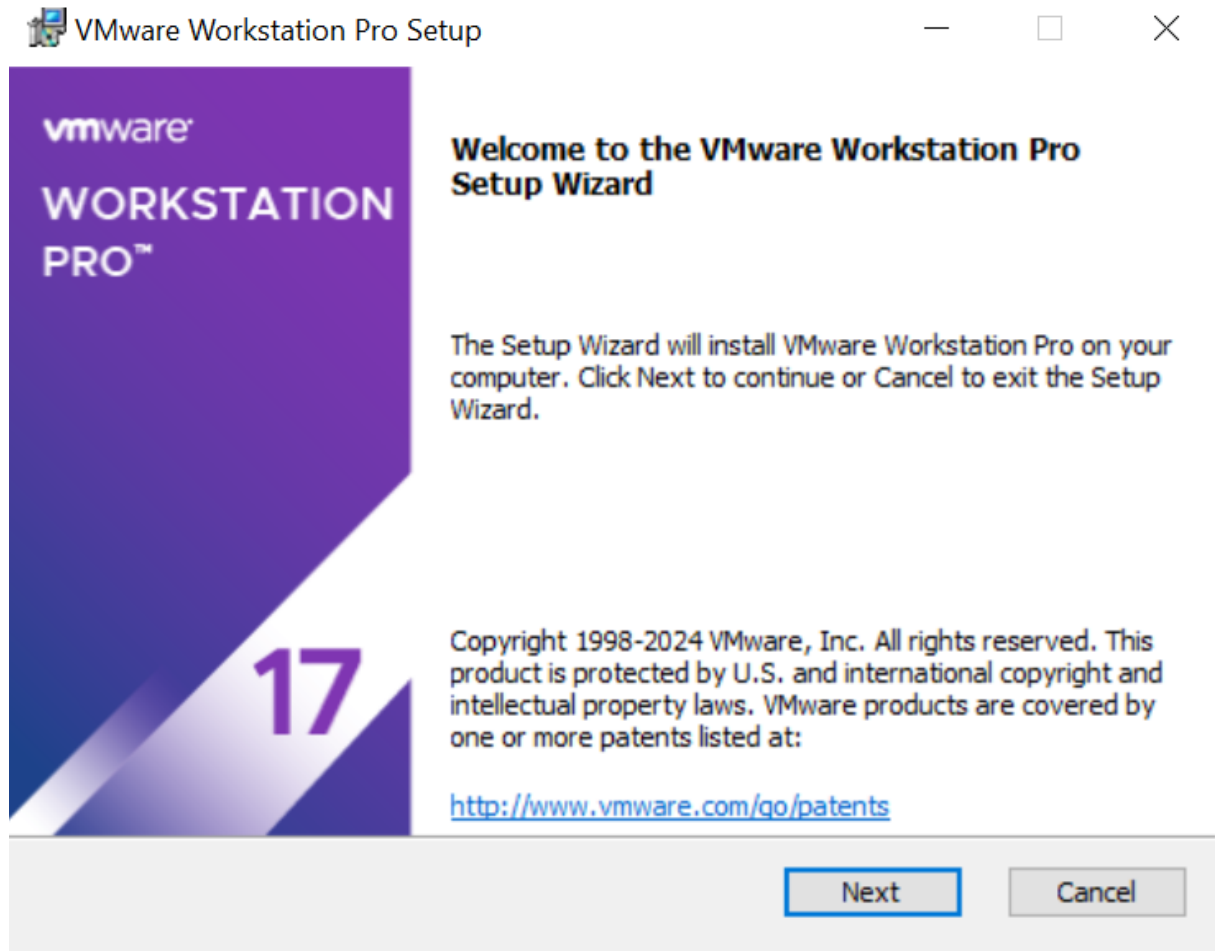 VMware Workstation Pro Setup
vmware®
WORKSTATION
PRO™
Welcome to the VMware Workstation Pro
Setup Wizard
The Setup Wizard will install VMware Workstation Pro on your
computer. Click Next to continue or Cancel to exit the Setup
Wizard.
17
Copyright 1998-2024 VMware, Inc. All rights reserved. This
product is protected by U.S. and international copyright and
intellectual property laws. VMware products are covered by
one or more patents listed at:
http://www.vmware.com/go/patents
Next
Cancel